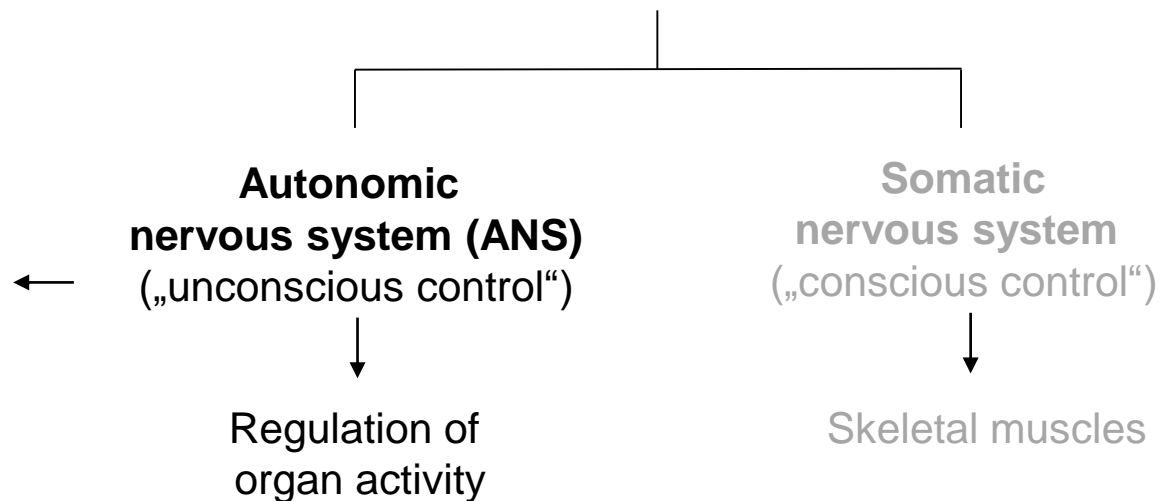 Autonomic
nervous system (ANS)
(„unconscious control“)
Regulation of
organ activity
Somatic
nervous system
(„conscious control“)
Skeletal muscles